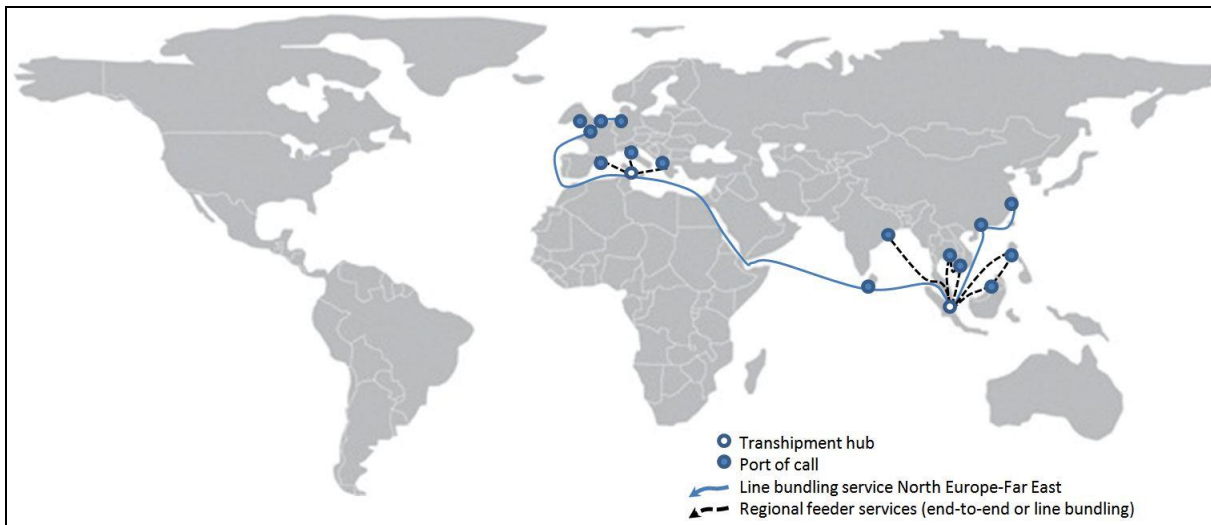 Transhipment hub
Port of call
Line bundling service North Europe-Far East
Regional feeder services (end-to-end or line bundling)